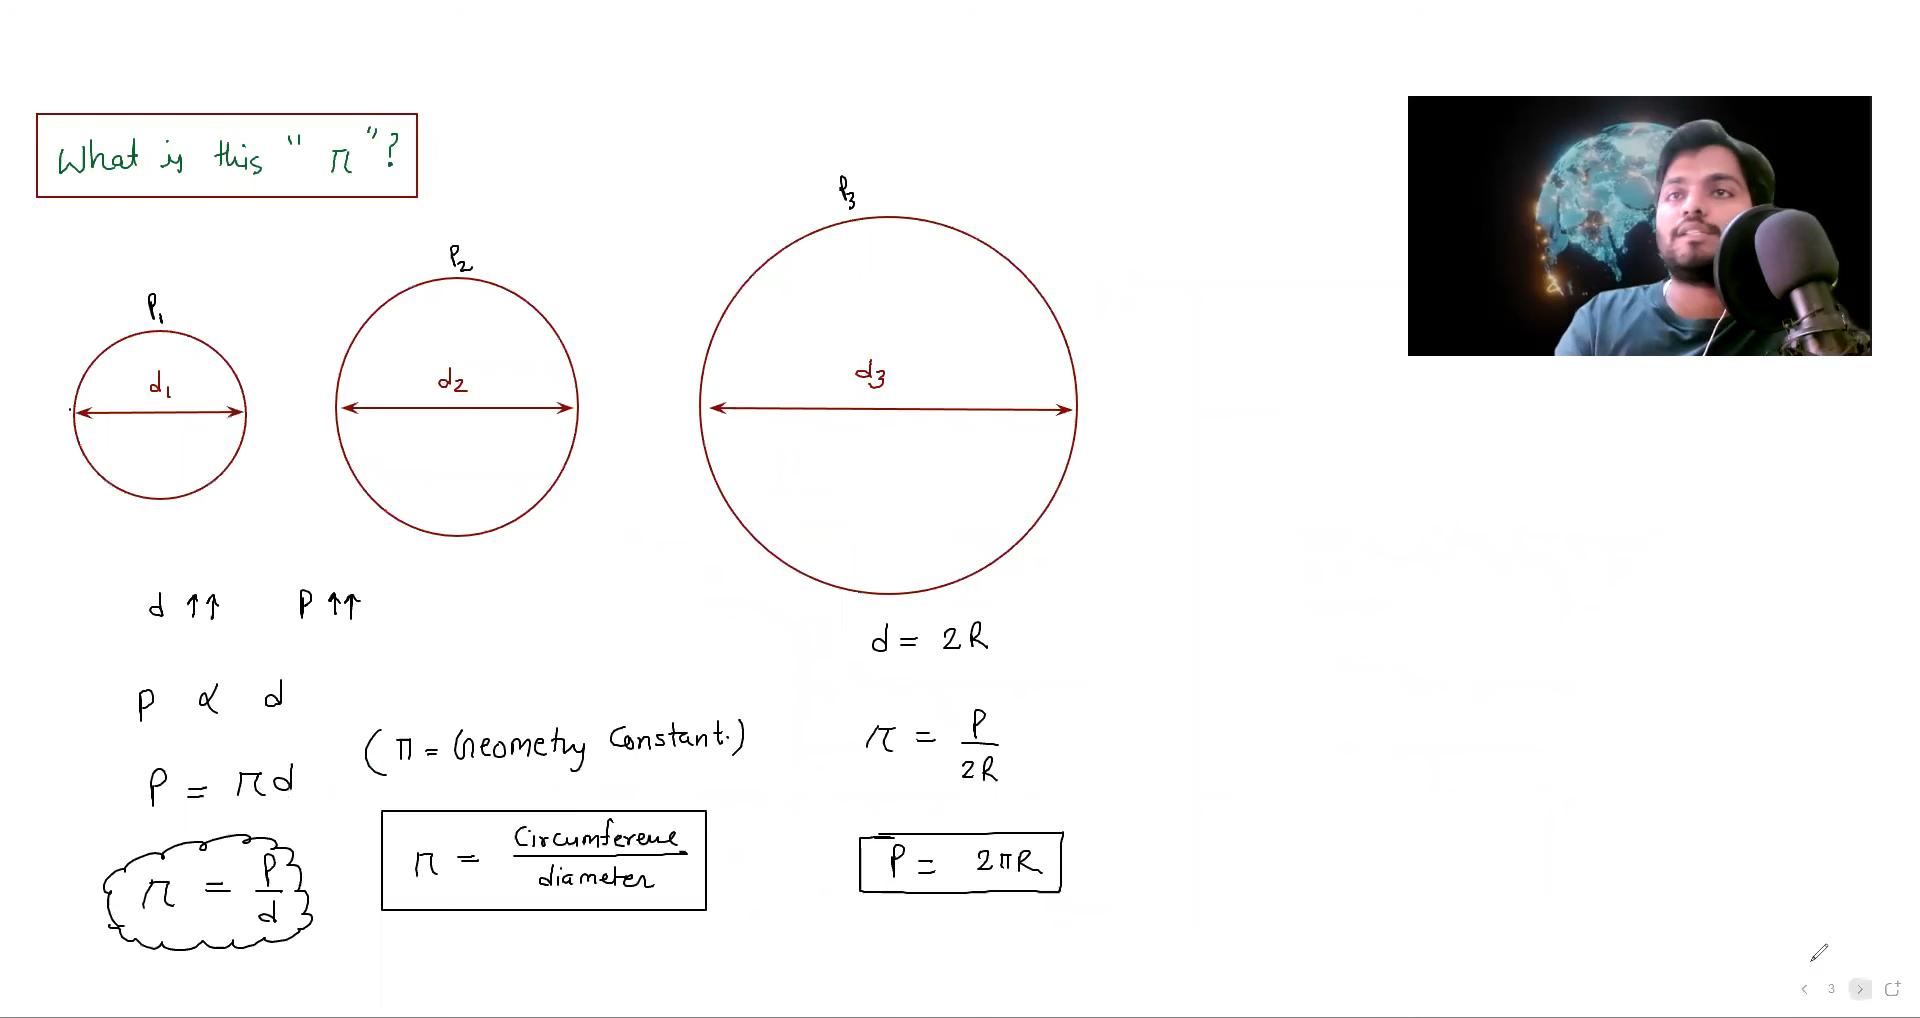 What is this " π "?
P₁
P₂
P₃
d₁
d₂
d₃
d ↑↑ P ↑↑
P ∝ d
P = πd
(π = Geometry Constant.)
π = P/d
π = Circumference/diameter
d = 2R
π = P/2R
P = 2πR
3